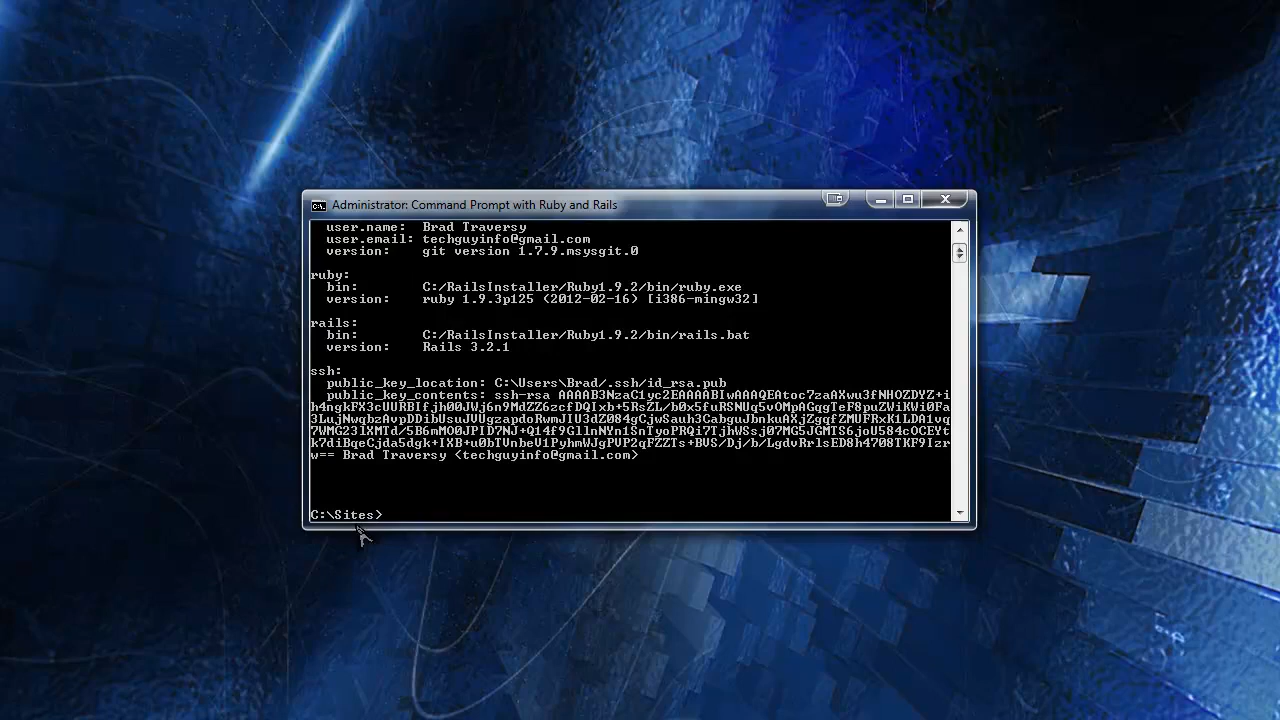 Administrator: Command Prompt with Ruby and Rails
user.name: Brad Traversy
user.email: techguyinfo@gmail.com
version: git version 1.7.9.msysgit.0
ruby:
bin: C:/RailsInstaller/Ruby1.9.2/bin/ruby.exe
version: ruby 1.9.3p125 (2012-02-16) [i386-mingw32]
rails:
bin: C:/RailsInstaller/Ruby1.9.2/bin/rails.bat
version: Rails 3.2.1
ssh:
public_key_location: C:\Users\Brad/.ssh/id_rsa.pub
public_key_contents: ssh-rsa
w== Brad Traversy <techguyinfo@gmail.com>
C:\Sites>